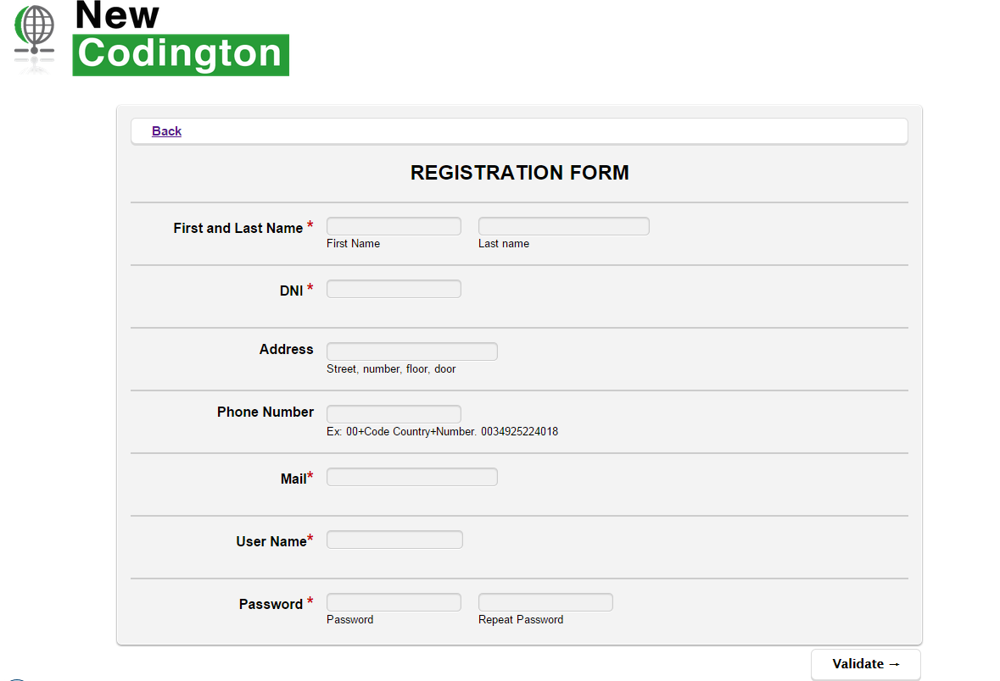 New
Codington
Back
REGISTRATION FORM
First and Last Name *
First Name Last name
DNI *
Address
Street, number, floor, door
Phone Number
Ex: 00+Code Country+Number. 0034925224018
Mail*
User Name*
Password *
Password Repeat Password
Validate →